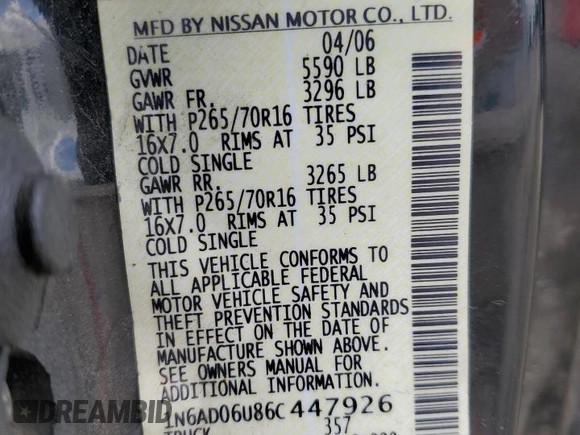 MFD BY NISSAN MOTOR CO., LTD.
DATE 04/06
GVWR 5590 LB
GAWR FR. 3296 LB
WITH P265/70R16 TIRES
16X7.0 RIMS AT 35 PSI
COLD SINGLE
GAWR RR. 3265 LB
WITH P265/70R16 TIRES
16X7.0 RIMS AT 35 PSI
COLD SINGLE
THIS VEHICLE CONFORMS TO
ALL APPLICABLE FEDERAL
MOTOR VEHICLE SAFETY AND
THEFT PREVENTION STANDARDS
IN EFFECT ON THE DATE OF
MANUFACTURE SHOWN ABOVE.
SEE OWNERS MANUAL FOR
ADDITIONAL INFORMATION.
1N6AD06U86C447926
TRUCK 357
EPICVIN